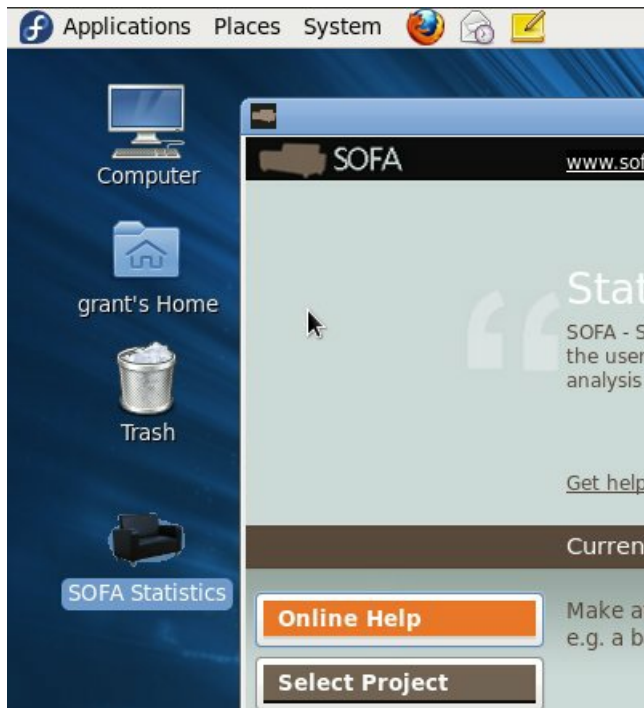 Applications Places System
Computer
grant's Home
Trash
SOFA Statistics
SOFA
www.sof
Stat
SOFA - S
the user
analysis
Get help
Curren
Online Help
Make a
e.g. a b
Select Project